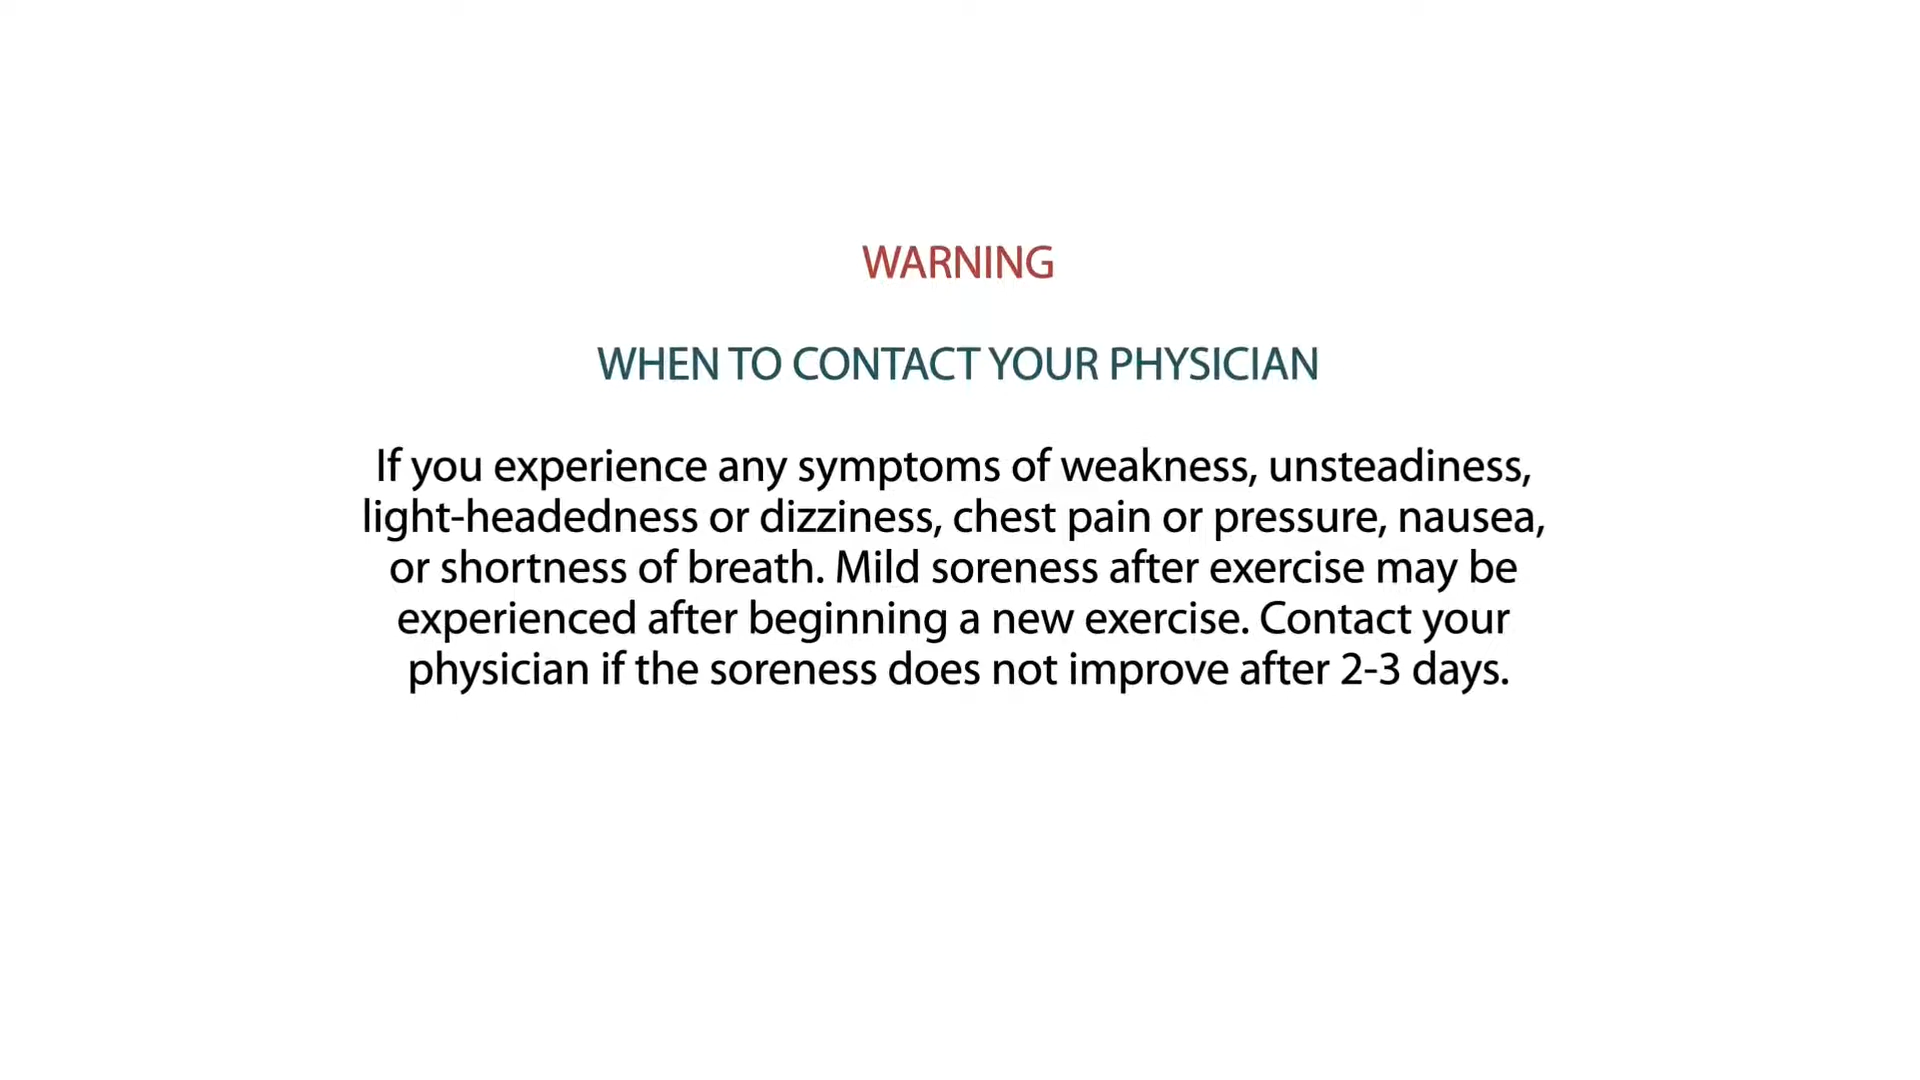 WARNING
WHEN TO CONTACT YOUR PHYSICIAN
If you experience any symptoms of weakness, unsteadiness,
light-headedness or dizziness, chest pain or pressure, nausea,
or shortness of breath. Mild soreness after exercise may be
experienced after beginning a new exercise. Contact your
physician if the soreness does not improve after 2-3 days.